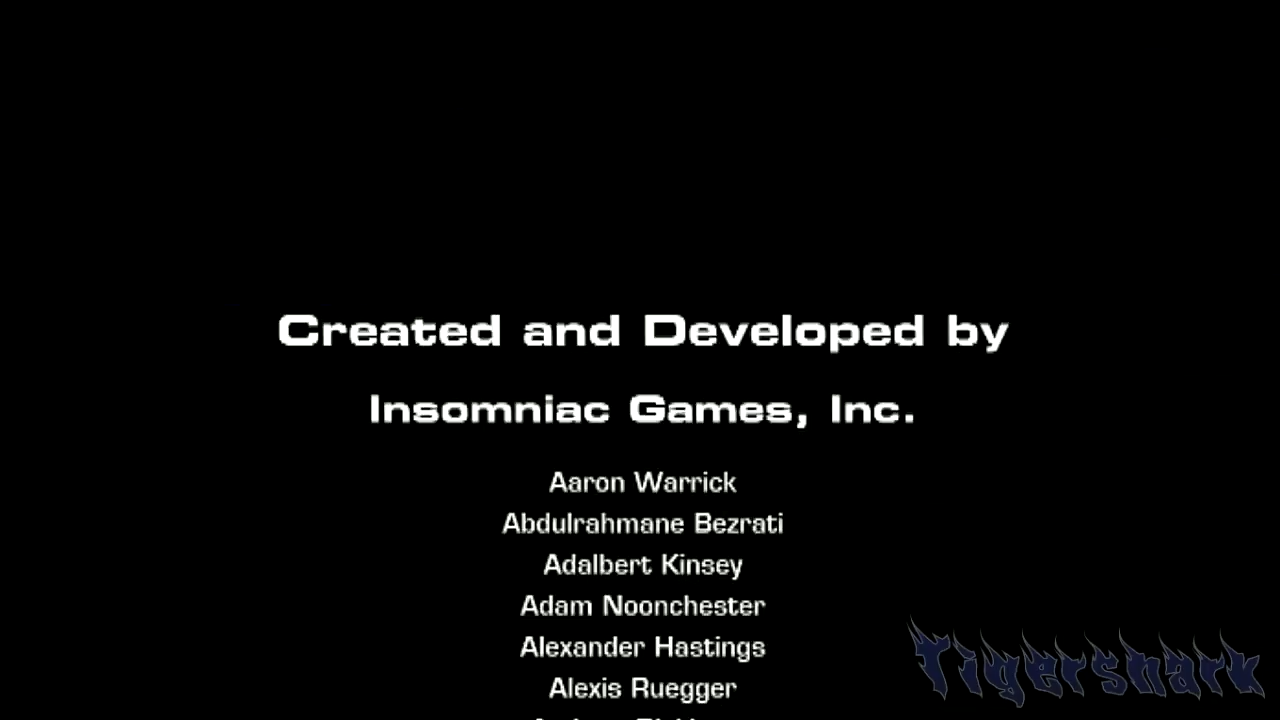 Created and Developed by
Insomniac Games, Inc.
Aaron Warrick
Abdulrahmane Bezrati
Adalbert Kinsey
Adam Noonchester
Alexander Hastings
Alexis Ruegger
Tigershark